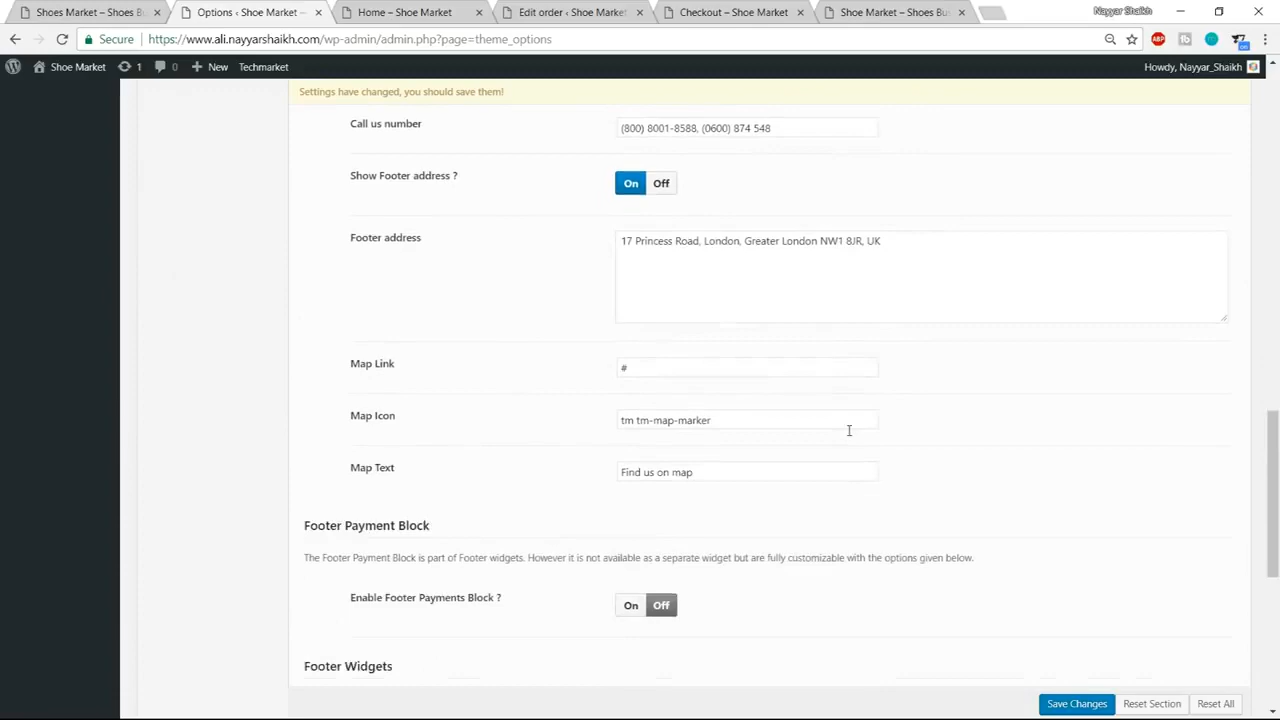 Shoes Market – Shoes Bu
Options ‹ Shoe Market —
Home – Shoe Market
Edit order ‹ Shoe Market
Checkout – Shoe Market
Shoe Market – Shoes Bu
Nayyar Shaikh
Secure
https://www.ali.nayyarshaikh.com/wp-admin/admin.php?page=theme_options
ABP
Shoe Market
1
0
New
Techmarket
Howdy, Nayyar_Shaikh
Settings have changed, you should save them!
Call us number
(800) 8001-8588, (0600) 874 548
Show Footer address ?
On
Off
Footer address
17 Princess Road, London, Greater London NW1 8JR, UK
Map Link
#
Map Icon
tm tm-map-marker
Map Text
Find us on map
Footer Payment Block
The Footer Payment Block is part of Footer widgets. However it is not available as a separate widget but are fully customizable with the options given below.
Enable Footer Payments Block ?
On
Off
Footer Widgets
Save Changes
Reset Section
Reset All